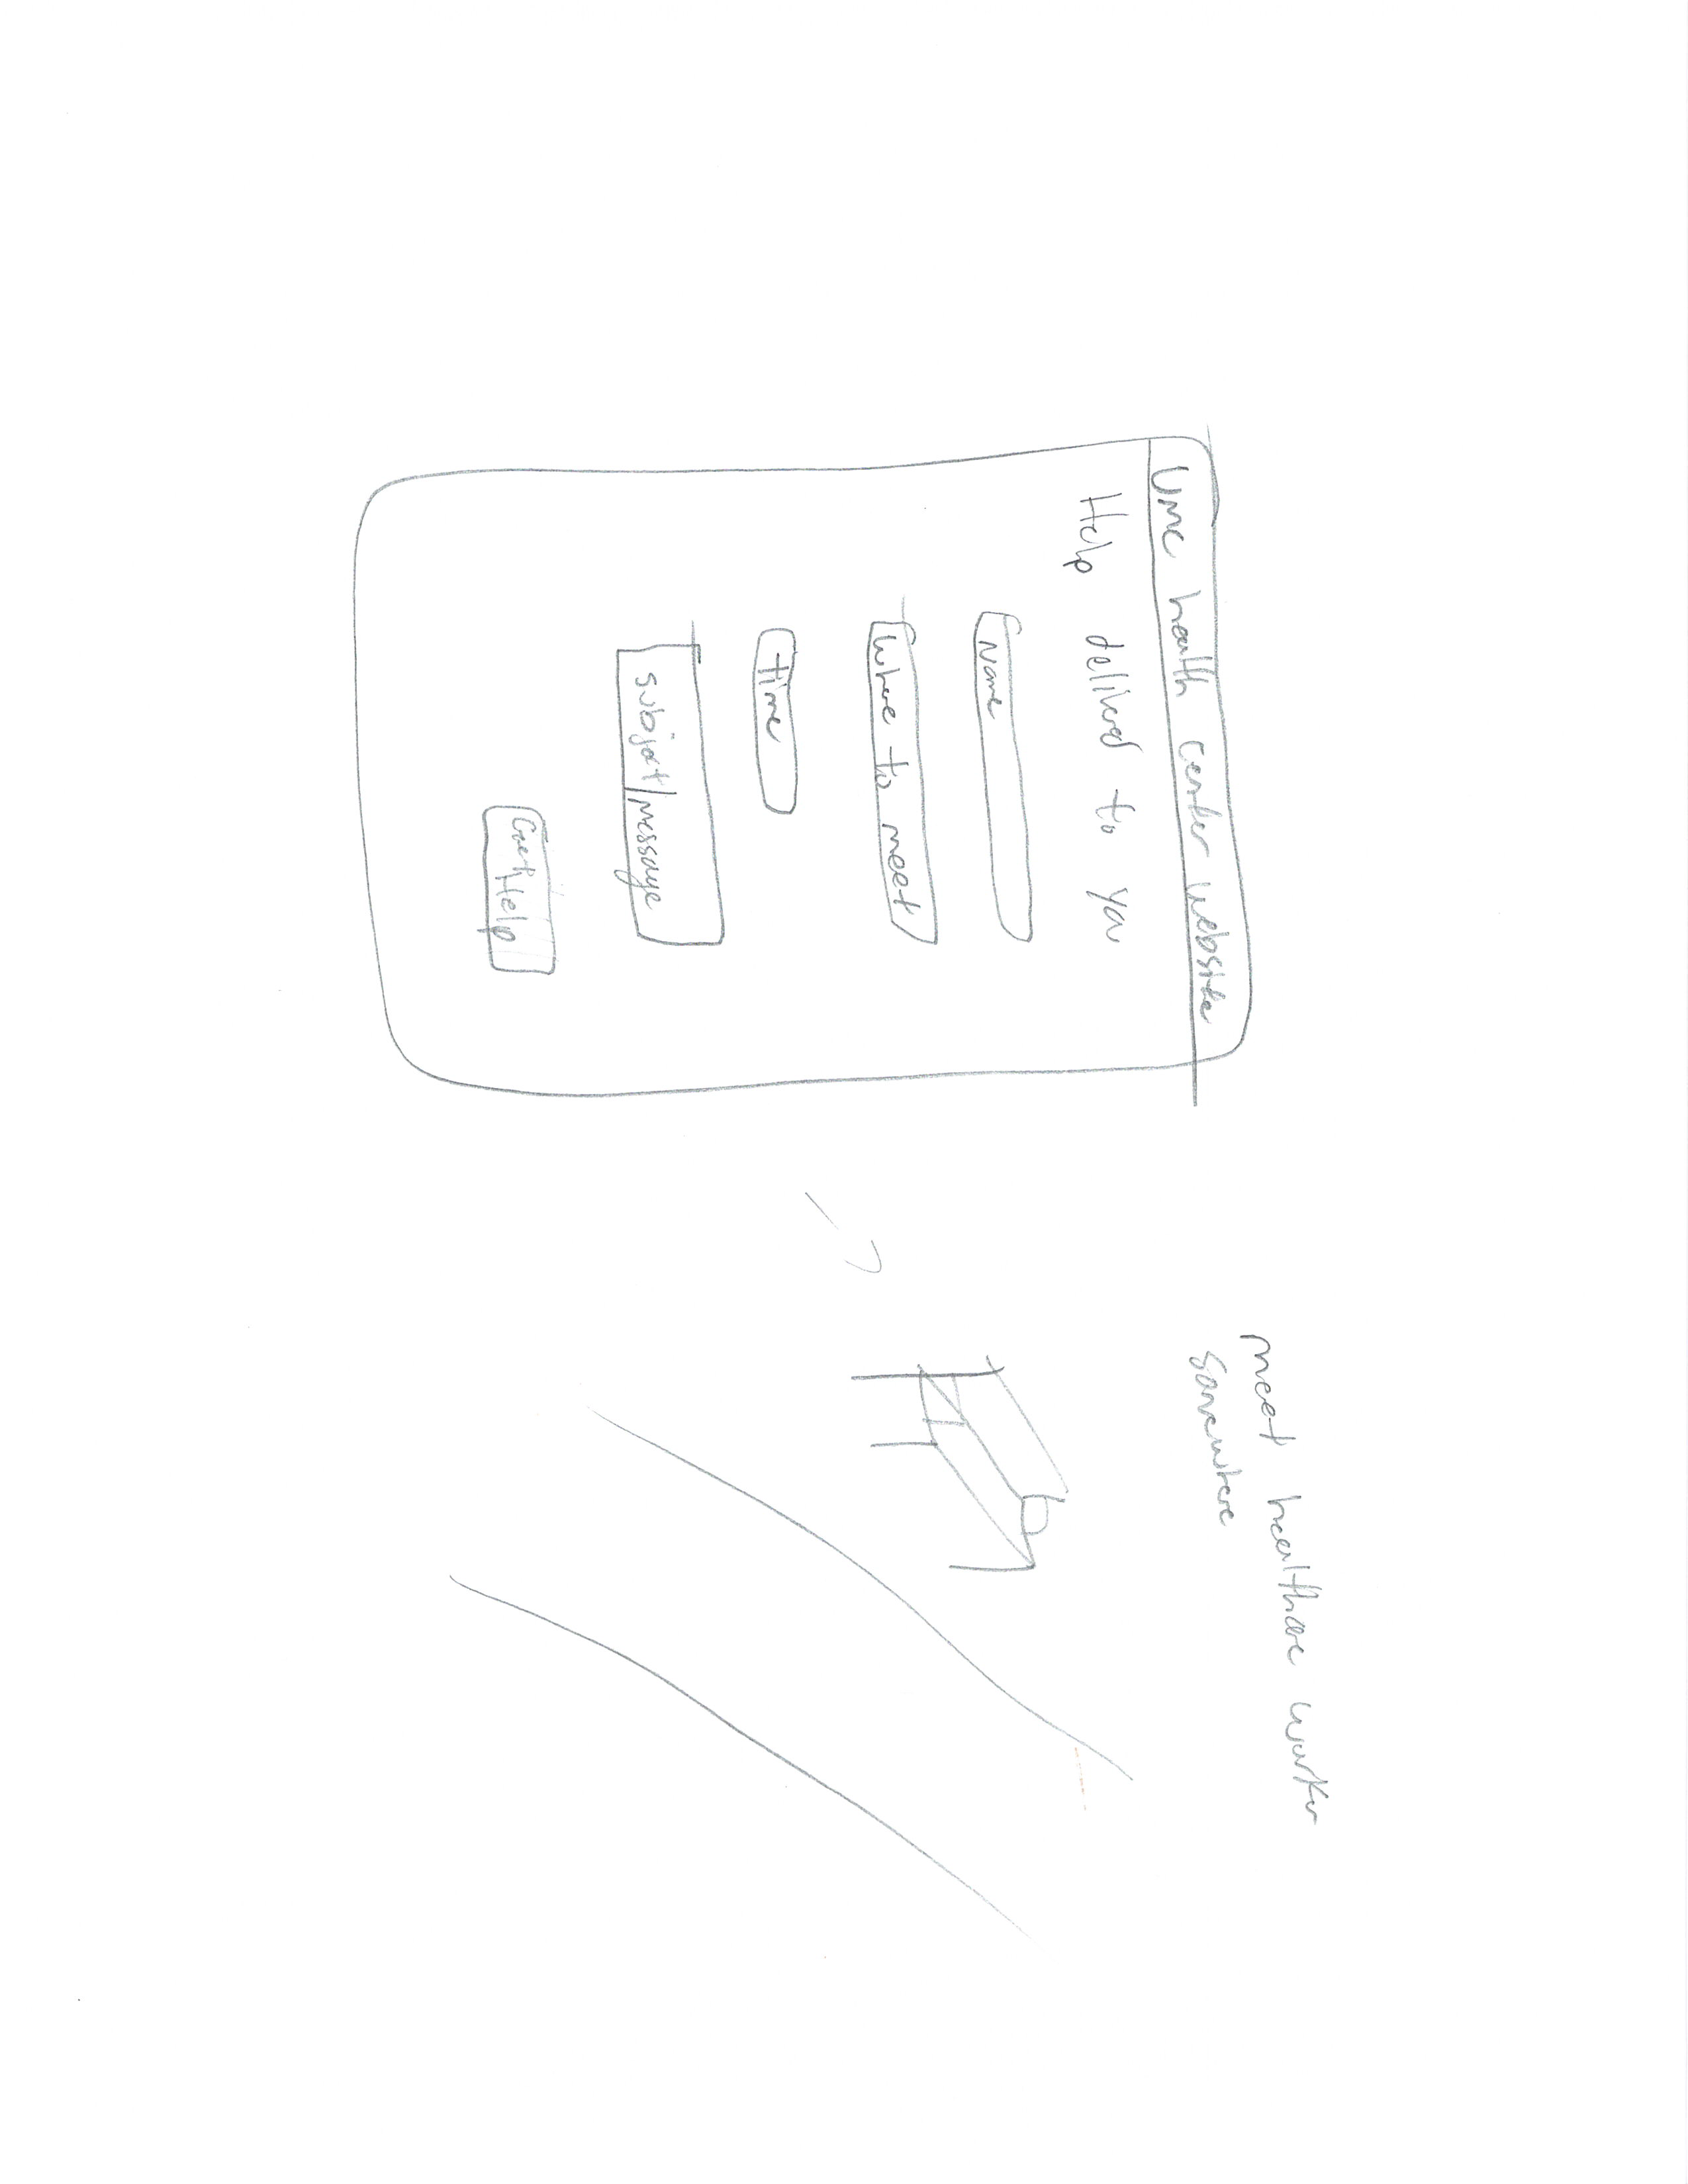 Umc health center website
Help delivered to you
Name
Where to meet
time
subject/message
Get Help
meet healthcare worker
somewhere